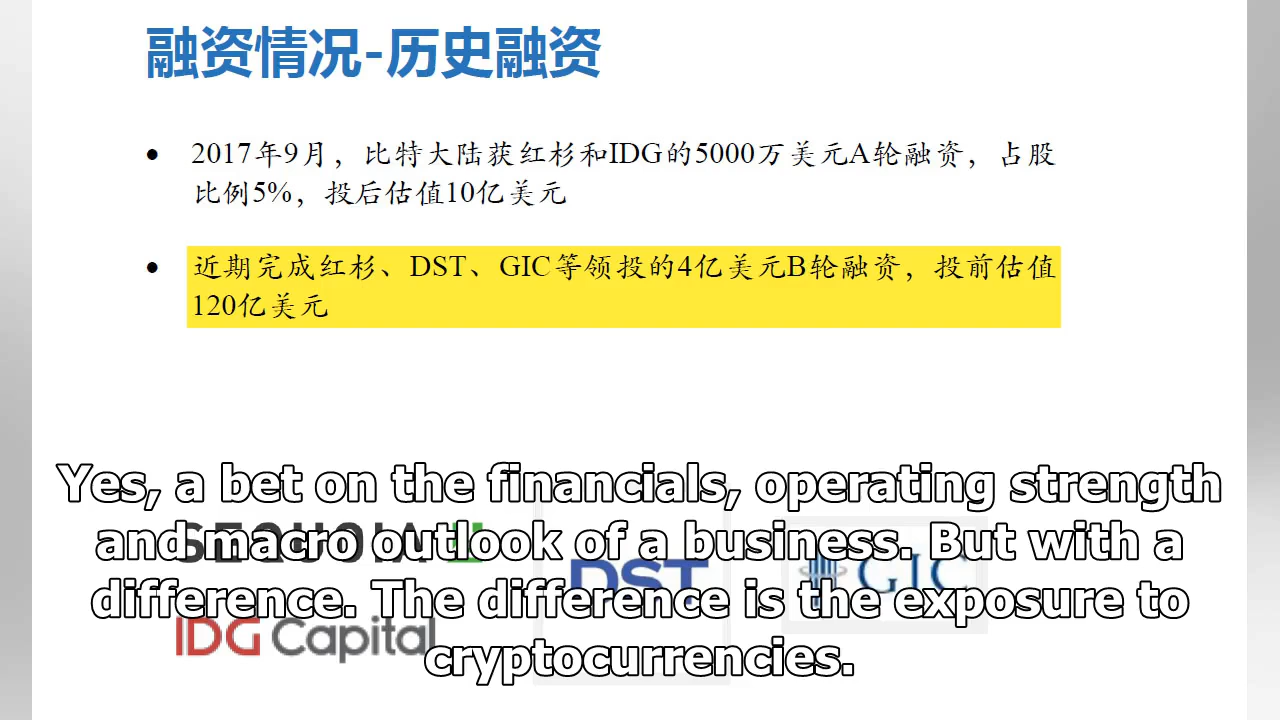 融资情况-历史融资
• 2017年9月，比特大陆获红杉和IDG的5000万美元A轮融资，占股
比例5%，投后估值10亿美元
• 近期完成红杉、DST、GIC等领投的4亿美元B轮融资，投前估值
120亿美元
Yes, a bet on the financials, operating strength
and macro outlook of a business. But with a
difference. The difference is the exposure to
cryptocurrencies.
SEQUOIA
DST
GIC
IDG Capital